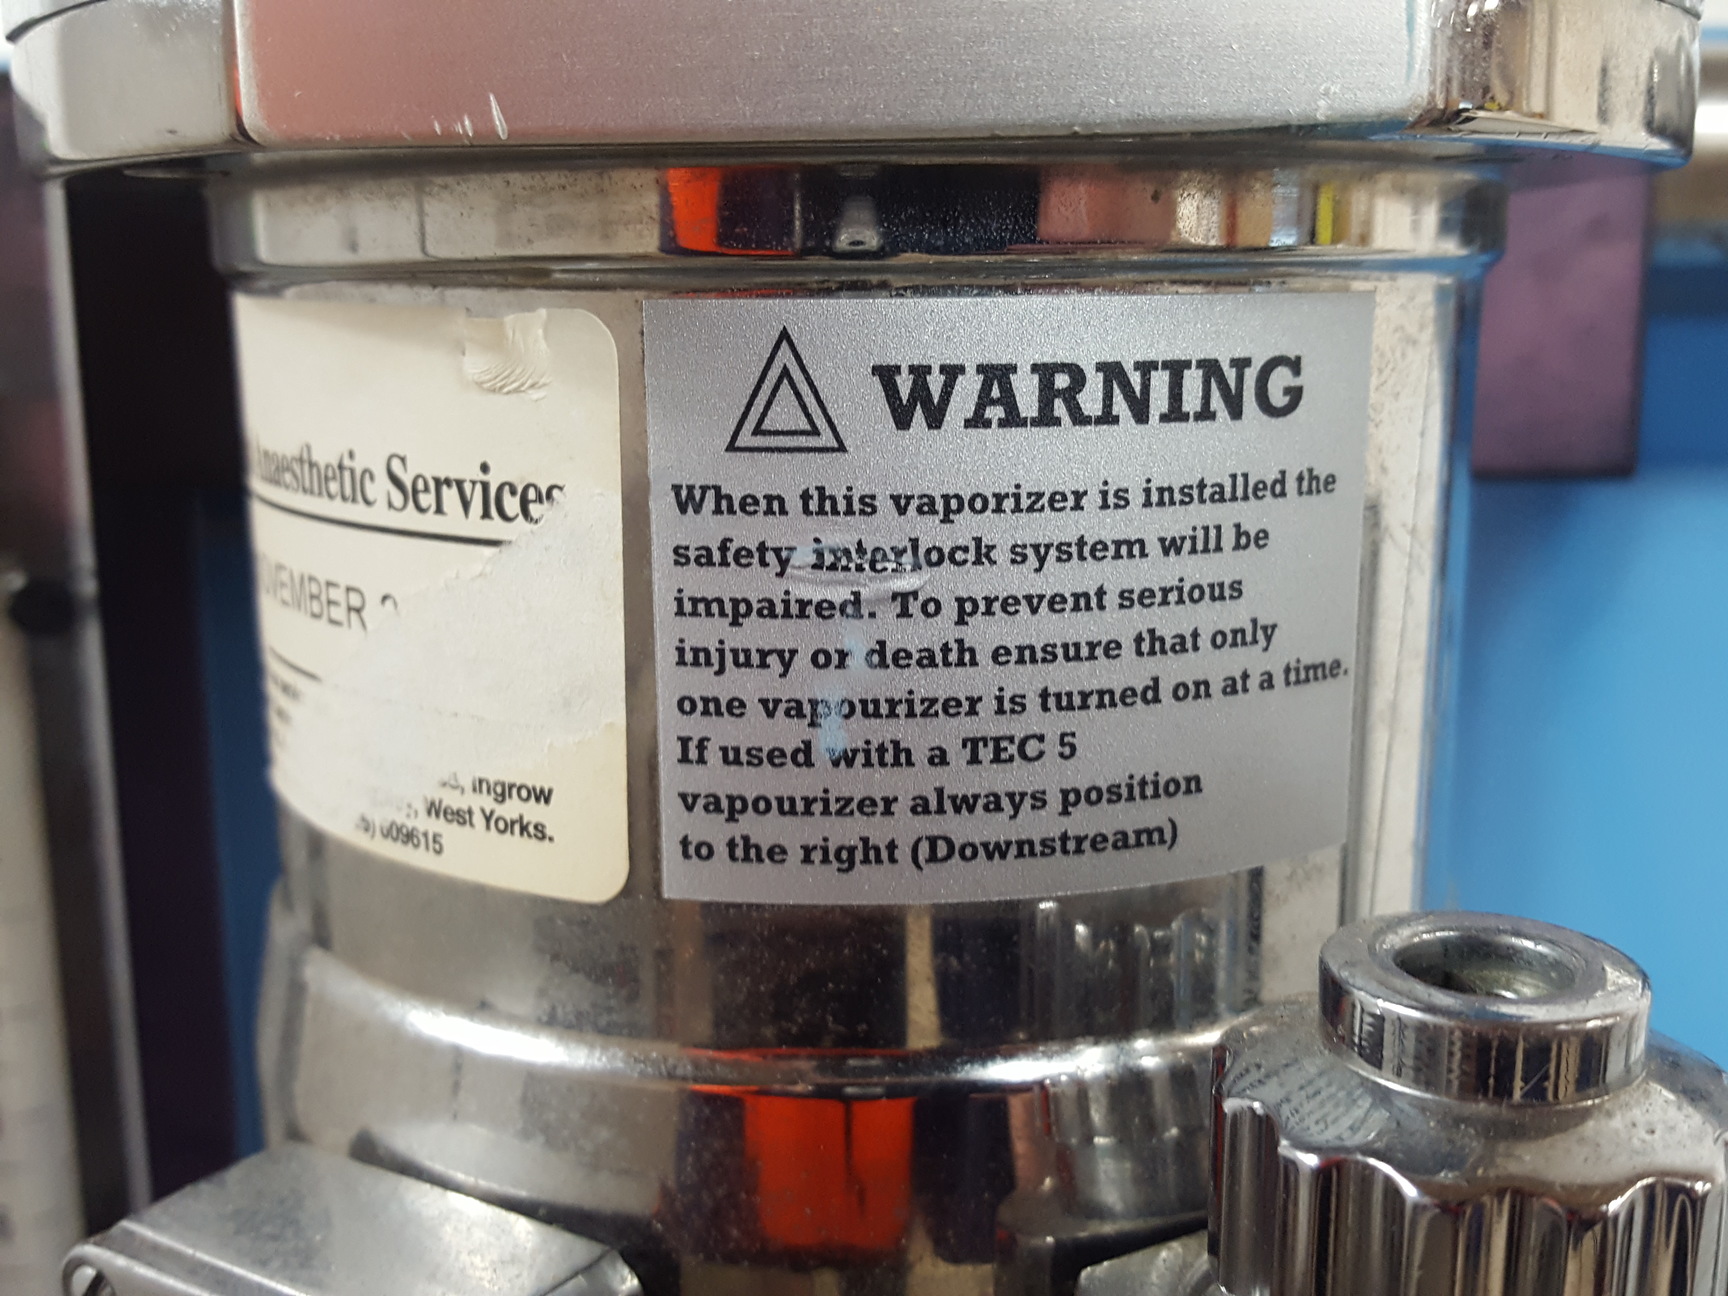 Anaesthetic Services
West Yorks.
WARNING
When this vaporizer is installed the
safety interlock system will be
impaired. To prevent serious
injury or death ensure that only
one vapourizer is turned on at a time.
If used with a TEC 5
vapourizer always position
to the right (Downstream)